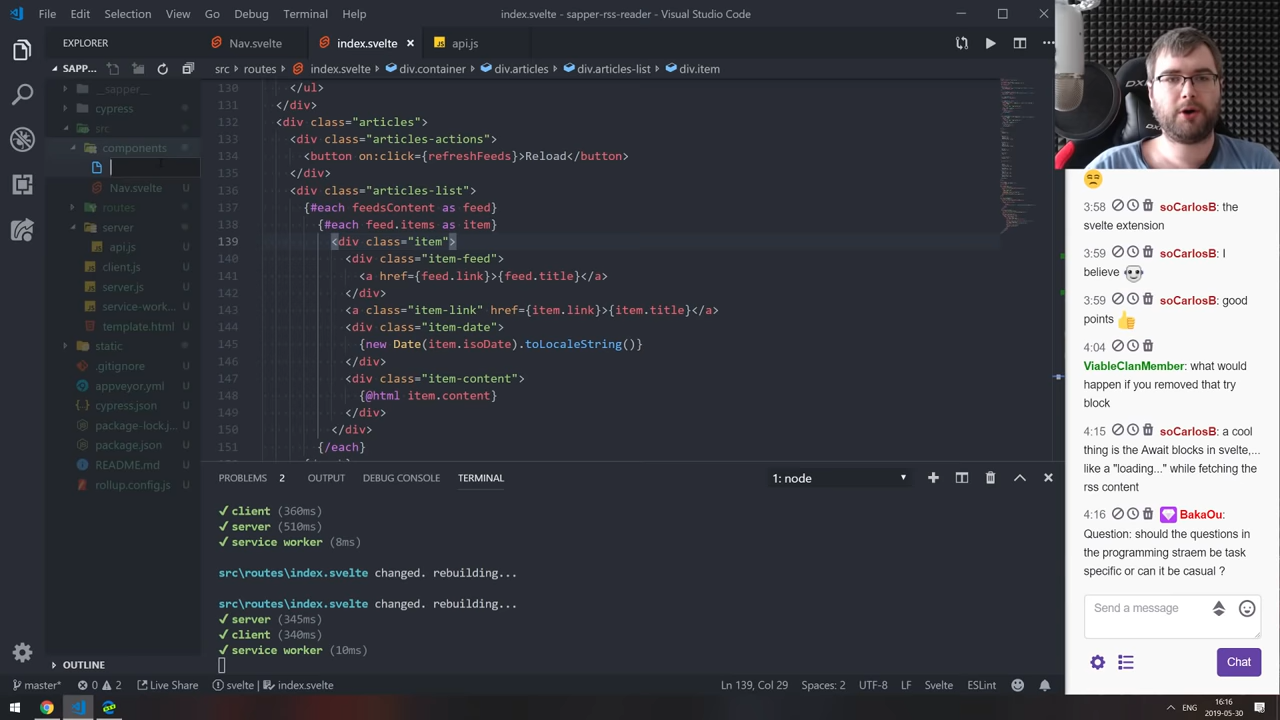 File Edit Selection View Go Debug Terminal Help
index.svelte - sapper-rss-reader - Visual Studio Code
EXPLORER
Nav.svelte
index.svelte
api.js
SAPP...
src > routes > index.svelte > div.container > div.articles > div.articles-list > div.item
__sapper__
cypress
src
components
Nav.svelte U
routes
server
api.js U
client.js U
server.js U
service-work... U
template.html U
static
.gitignore U
appveyor.yml U
cypress.json U
package-lock.j... U
package.json U
README.md U
rollup.config.js U
OUTLINE
130 </ul>
131 </div>
132 <div class="articles">
133 <div class="articles-actions">
134 <button on:click={refreshFeeds}>Reload</button>
135 </div>
136 <div class="articles-list">
137 {#each feedsContent as feed}
138 {#each feed.items as item}
139 <div class="item">
140 <div class="item-feed">
141 <a href={feed.link}>{feed.title}</a>
142 </div>
143 <a class="item-link" href={item.link}>{item.title}</a>
144 <div class="item-date">
145 {new Date(item.isoDate).toLocaleString()}
146 </div>
147 <div class="item-content">
148 {@html item.content}
149 </div>
150 </div>
151 {/each}
PROBLEMS 2 OUTPUT DEBUG CONSOLE TERMINAL
1: node
✓ client (360ms)
✓ server (510ms)
✓ service worker (8ms)
src\routes\index.svelte changed. rebuilding...
src\routes\index.svelte changed. rebuilding...
✓ server (345ms)
✓ client (340ms)
✓ service worker (10ms)
3:58 soCarlosB: the
svelte extension
3:59 soCarlosB: I
believe
3:59 soCarlosB: good
points
4:04
ViableClanMember: what would
happen if you removed that try
block
4:15 soCarlosB: a cool
thing is the Await blocks in svelte,...
like a "loading..." while fetching the
rss content
4:16 BakaOu:
Question: should the questions in
the programming straem be task
specific or can it be casual ?
Send a message
Chat
master* 0 2 Live Share svelte | index.svelte
Ln 139, Col 29 Spaces: 2 UTF-8 LF Svelte ESLint
ENG
16:16
2019-05-30